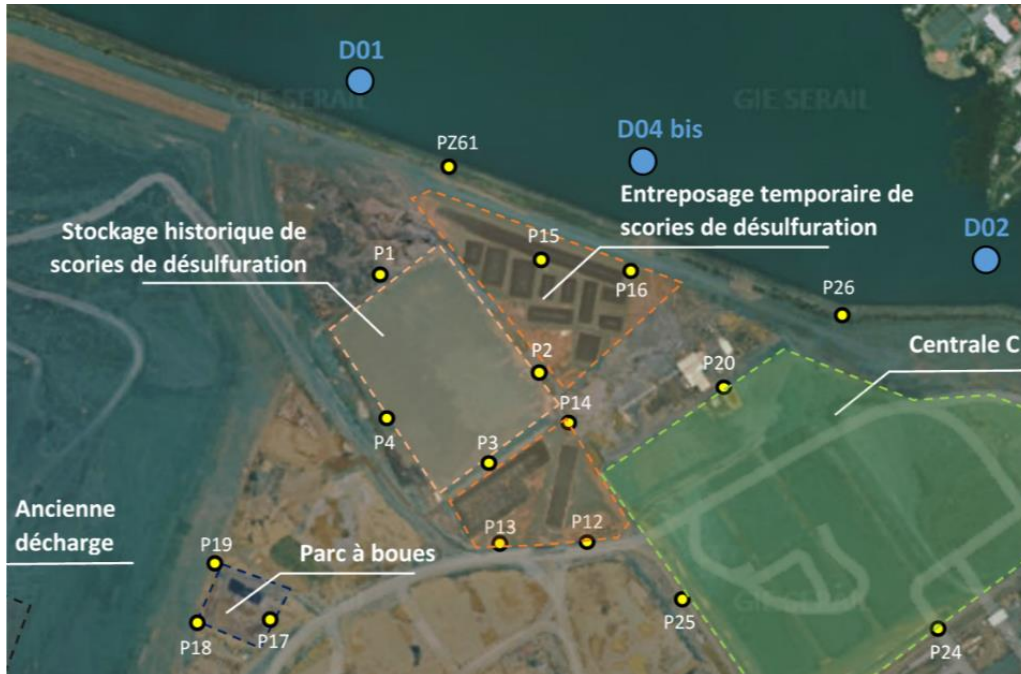 D01
GIE SERAIL
GIE SERAIL
D04 bis
PZ61
Entreposage temporaire de
scories de désulfuration
Stockage historique de
scories de désulfuration
D02
P1
P15
P16
P26
Centrale C
P2
P20
P14
P4
P3
Ancienne
décharge
P13
P12
P19
Parc à boues
P18
P17
P25
GIE SERAIL
P24